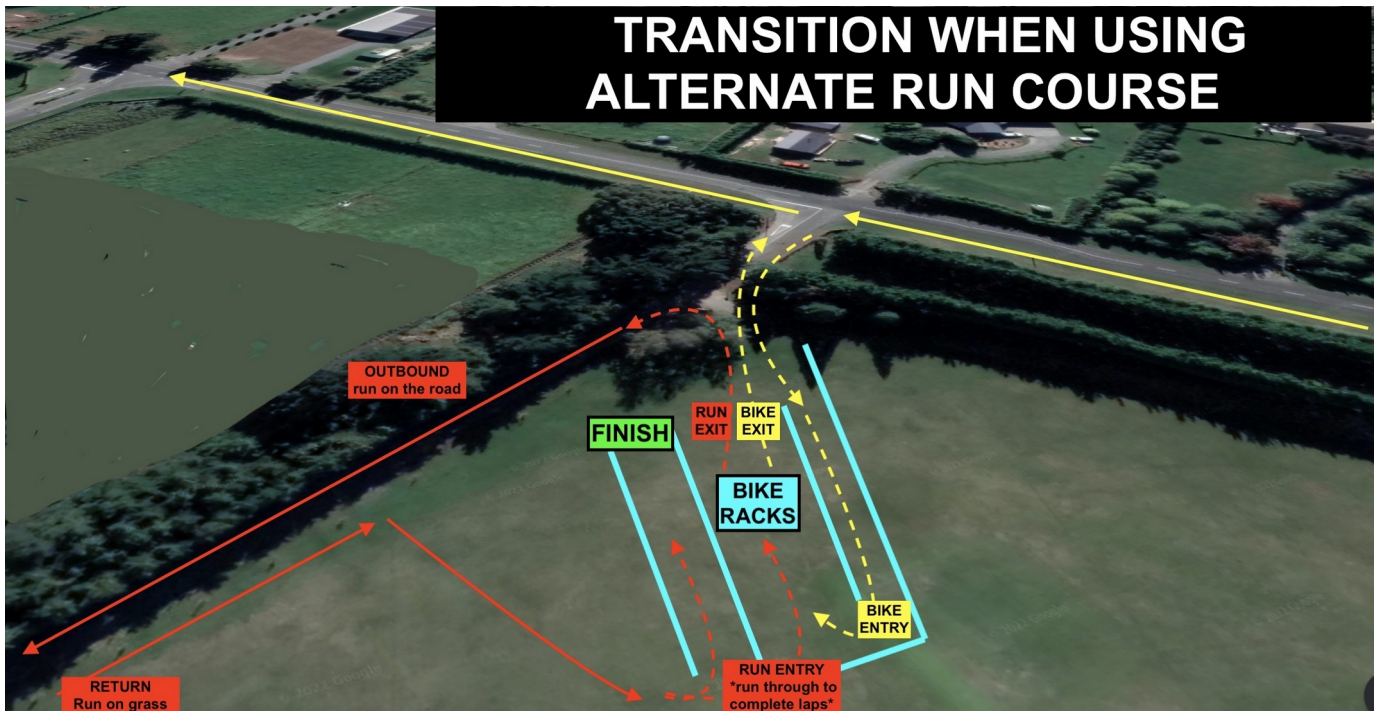 TRANSITION WHEN USING
ALTERNATE RUN COURSE
OUTBOUND
run on the road
FINISH
RUN
EXIT
BIKE
EXIT
BIKE
RACKS
BIKE
ENTRY
RUN ENTRY
*run through to
complete laps*
RETURN
Run on grass